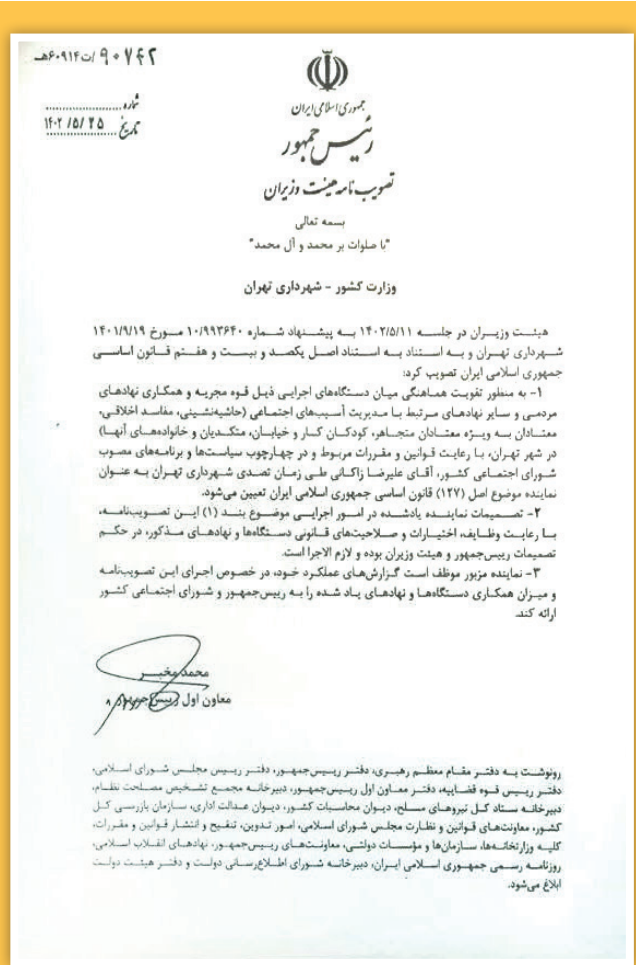 ۹۰۷۴۲/ت۶۰۹۱۴هـ
شماره
تاریخ ۱۴۰۲/۵/۲۵
جمهوری اسلامی ایران
رئیس جمهور
تصویب نامه هیئت وزیران
بسمه تعالی
"با صلوات بر محمد و آل محمد"
وزارت کشور - شهرداری تهران
هیئت وزیران در جلسه ۱۴۰۲/۵/۱۱ به پیشنهاد شماره ۱۰/۹۹۳۶۴۰ مورخ ۱۴۰۱/۹/۱۹
شهرداری تهران و به استناد به استناد اصل یکصد و بیست و هفتم قانون اساسی
جمهوری اسلامی ایران تصویب کرد:
۱- به منظور تقویت هماهنگی میان دستگاه‌های اجرایی ذیل قوه مجریه و همکاری نهادهای
مردمی و سایر نهادهای مرتبط با مدیریت آسیب‌های اجتماعی (حاشیه‌نشینی، مفاسد اخلاقی،
معتادان به ویژه معتادان متجاهر، کودکان کار و خیابان، متکدیان و خانواده‌های آنها)
در شهر تهران، با رعایت قوانین و مقررات مربوط و در چهارچوب سیاست‌ها و برنامه‌های مصوب
شورای اجتماعی کشور، آقای علیرضا زاکانی طی زمان تصدی شهرداری تهران به عنوان
نماینده موضوع اصل (۱۲۷) قانون اساسی جمهوری اسلامی ایران تعیین می‌شود.
۲- تصمیمات نماینده یادشده در امور اجرایی موضوع بند (۱) این تصویب‌نامه،
با رعایت وظایف، اختیارات و صلاحیت‌های قانونی دستگاه‌ها و نهادهای مذکور، در حکم
تصمیمات رییس‌جمهور و هیئت وزیران بوده و لازم الاجرا است.
۳- نماینده مزبور موظف است گزارش‌های عملکرد خود، در خصوص اجرای این تصویب‌نامه
و میزان همکاری دستگاه‌ها و نهادهای یاد شده را به رییس‌جمهور و شورای اجتماعی کشور
ارائه کند.
محمد مخبر
معاون اول رییس‌جمهور
رونوشت به دفتر مقام معظم رهبری، دفتر رییس‌جمهور، دفتر رییس مجلس شورای اسلامی،
دفتر رییس قوه قضاییه، دفتر معاون اول رییس‌جمهور، دبیرخانه مجمع تشخیص مصلحت نظام،
دبیرخانه ستاد کل نیروهای مسلح، دیوان محاسبات کشور، دیوان عدالت اداری، سازمان بازرسی کل
کشور، معاونت‌های قوانین و نظارت مجلس شورای اسلامی، امور تدوین، تنقیح و انتشار قوانین و مقررات،
کلیه وزارتخانه‌ها، سازمان‌ها و مؤسسات دولتی، معاونت‌های رییس‌جمهور، نهادهای انقلاب اسلامی،
روزنامه رسمی جمهوری اسلامی ایران، دبیرخانه شورای اطلاع‌رسانی دولت و دفتر هیئت دولت
ابلاغ می‌شود.